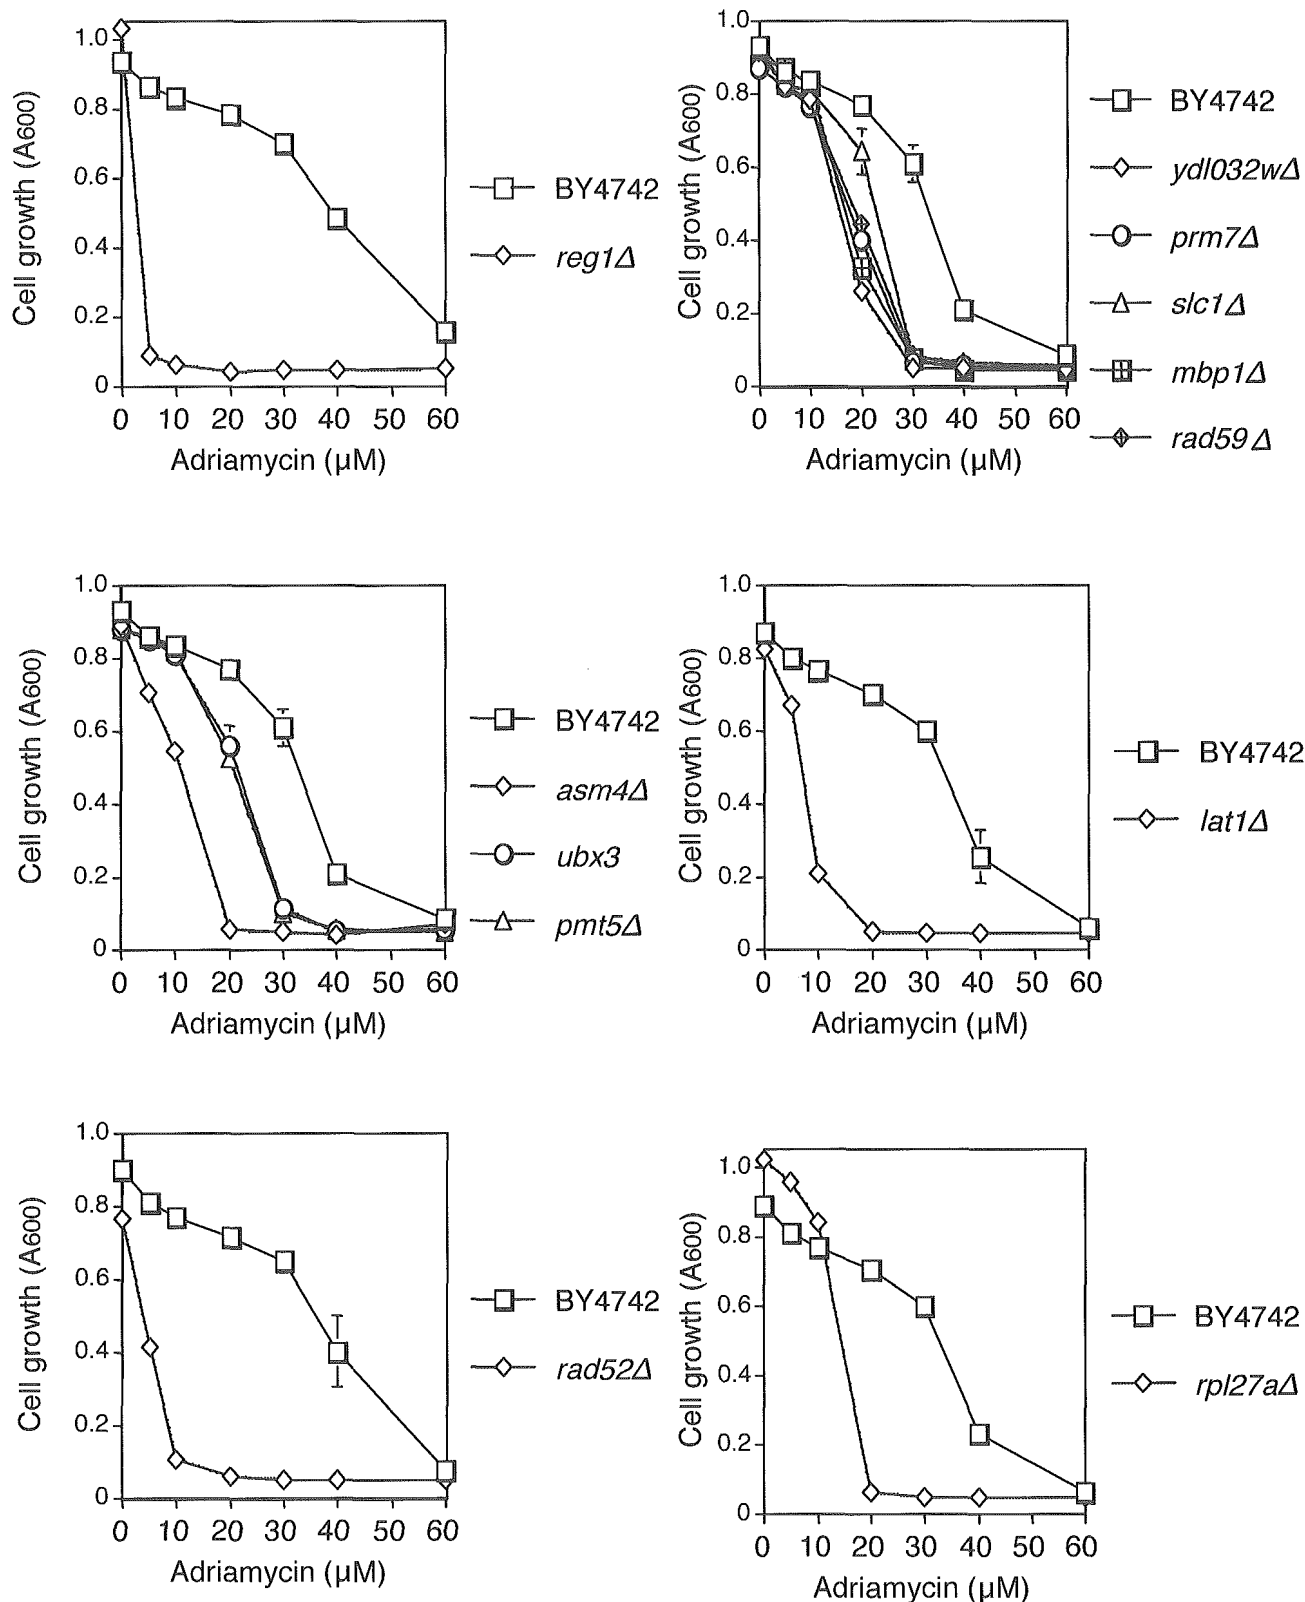 Cell growth (A600)
1.0
0.8
0.6
0.4
0.2
0
0 10 20 30 40 50 60
Adriamycin (µM)
BY4742
reg1Δ
Cell growth (A600)
1.0
0.8
0.6
0.4
0.2
0
0 10 20 30 40 50 60
Adriamycin (µM)
BY4742
ydl032wΔ
prm7Δ
slc1Δ
mbp1Δ
rad59Δ
Cell growth (A600)
1.0
0.8
0.6
0.4
0.2
0
0 10 20 30 40 50 60
Adriamycin (µM)
BY4742
asm4Δ
ubx3
pmt5Δ
Cell growth (A600)
1.0
0.8
0.6
0.4
0.2
0
0 10 20 30 40 50 60
Adriamycin (µM)
BY4742
lat1Δ
Cell growth (A600)
1.0
0.8
0.6
0.4
0.2
0
0 10 20 30 40 50 60
Adriamycin (µM)
BY4742
rad52Δ
Cell growth (A600)
1.0
0.8
0.6
0.4
0.2
0
0 10 20 30 40 50 60
Adriamycin (µM)
BY4742
rpl27aΔ